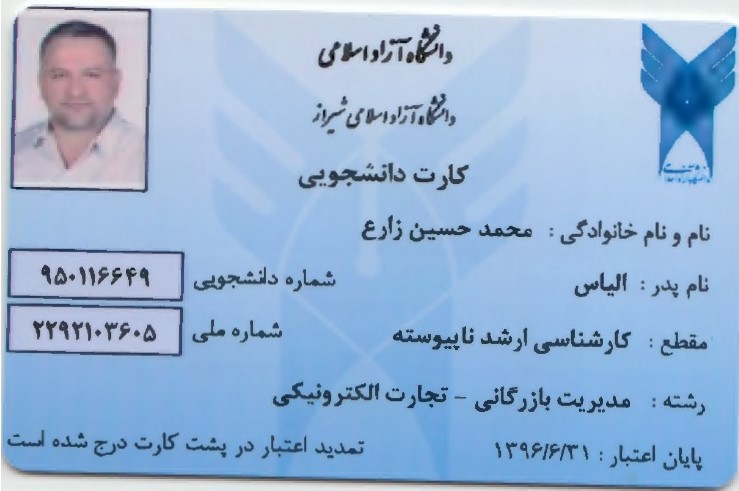 دانشگاه آزاد اسلامی
دانشگاه آزاد اسلامی شیراز
کارت دانشجویی
نام و نام خانوادگی : محمد حسین زارع
نام پدر : الیاس
شماره دانشجویی ۹۵۰۱۱۶۶۴۹
مقطع : کارشناسی ارشد ناپیوسته
شماره ملی ۲۲۹۲۱۰۳۶۰۵
رشته : مدیریت بازرگانی - تجارت الکترونیکی
پایان اعتبار : ۱۳۹۶/۶/۳۱
تمدید اعتبار در پشت کارت درج شده است